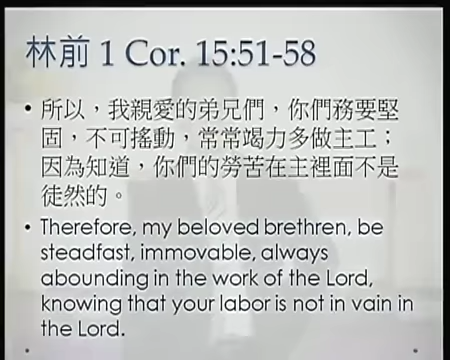 林前 1 Cor. 15:51-58
• 所以，我親愛的弟兄們，你們務要堅
固，不可搖動，常常竭力多做主工；
因為知道，你們的勞苦在主裡面不是
徒然的。
• Therefore, my beloved brethren, be
steadfast, immovable, always
abounding in the work of the Lord,
knowing that your labor is not in vain in
the Lord.